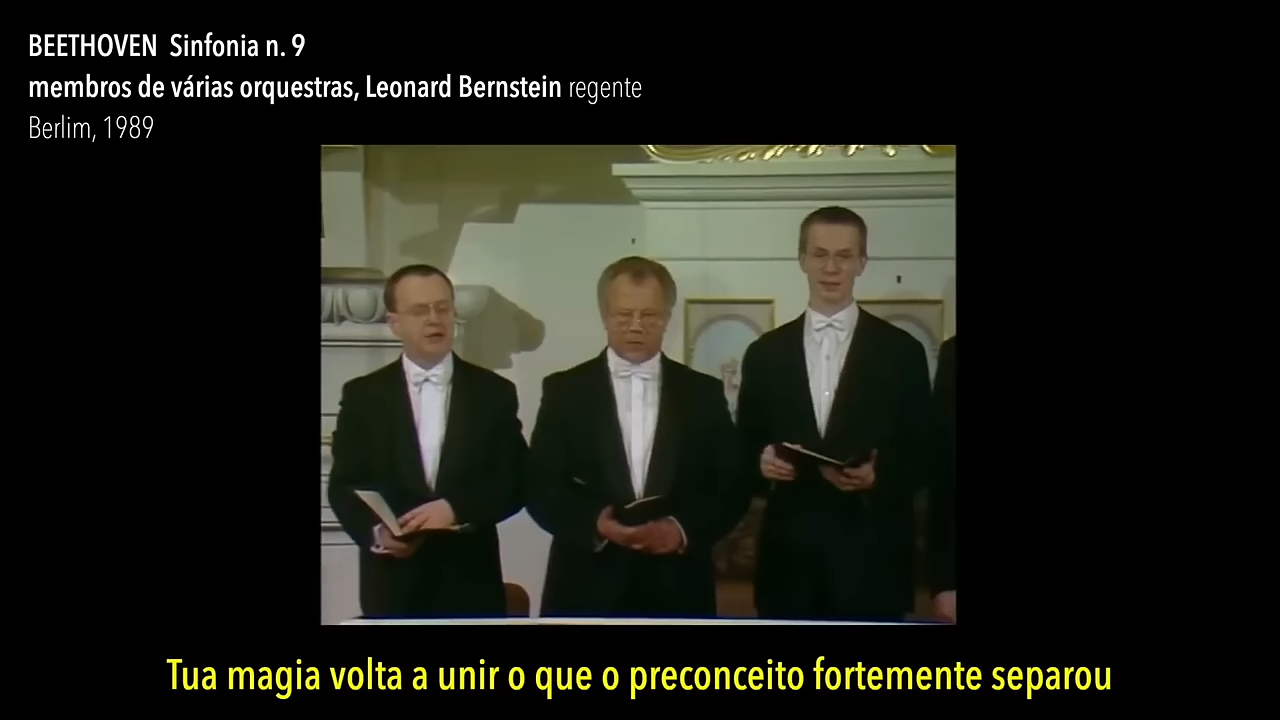 BEETHOVEN Sinfonia n. 9
membros de várias orquestras, Leonard Bernstein regente
Berlim, 1989
Tua magia volta a unir o que o preconceito fortemente separou